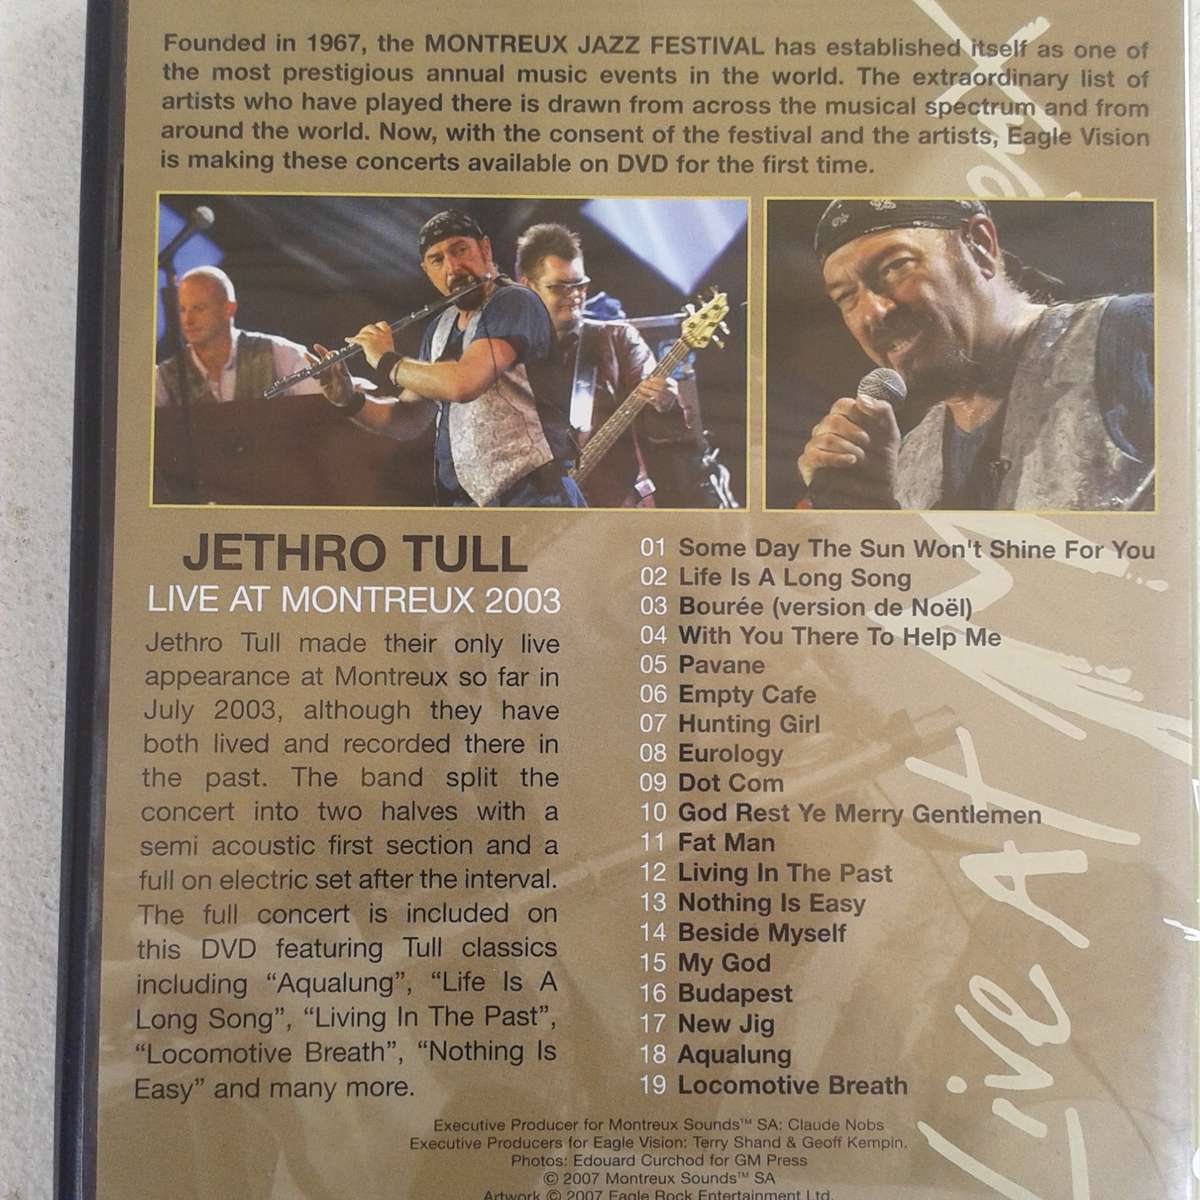 Founded in 1967, the MONTREUX JAZZ FESTIVAL has established itself as one of
the most prestigious annual music events in the world. The extraordinary list of
artists who have played there is drawn from across the musical spectrum and from
around the world. Now, with the consent of the festival and the artists, Eagle Vision
is making these concerts available on DVD for the first time.
JETHRO TULL
LIVE AT MONTREUX 2003
Jethro Tull made their only live
appearance at Montreux so far in
July 2003, although they have
both lived and recorded there in
the past. The band split the
concert into two halves with a
semi acoustic first section and a
full on electric set after the interval.
The full concert is included on
this DVD featuring Tull classics
including “Aqualung”, “Life Is A
Long Song”, “Living In The Past”,
“Locomotive Breath”, “Nothing Is
Easy” and many more.
01 Some Day The Sun Won't Shine For You
02 Life Is A Long Song
03 Bourée (version de Noël)
04 With You There To Help Me
05 Pavane
06 Empty Cafe
07 Hunting Girl
08 Eurology
09 Dot Com
10 God Rest Ye Merry Gentlemen
11 Fat Man
12 Living In The Past
13 Nothing Is Easy
14 Beside Myself
15 My God
16 Budapest
17 New Jig
18 Aqualung
19 Locomotive Breath
Executive Producer for Montreux Sounds™ SA: Claude Nobs
Executive Producers for Eagle Vision: Terry Shand & Geoff Kempin.
Photos: Edouard Curchod for GM Press
© 2007 Montreux Sounds™ SA
Artwork © 2007 Eagle Rock Entertainment Ltd.
Live At M